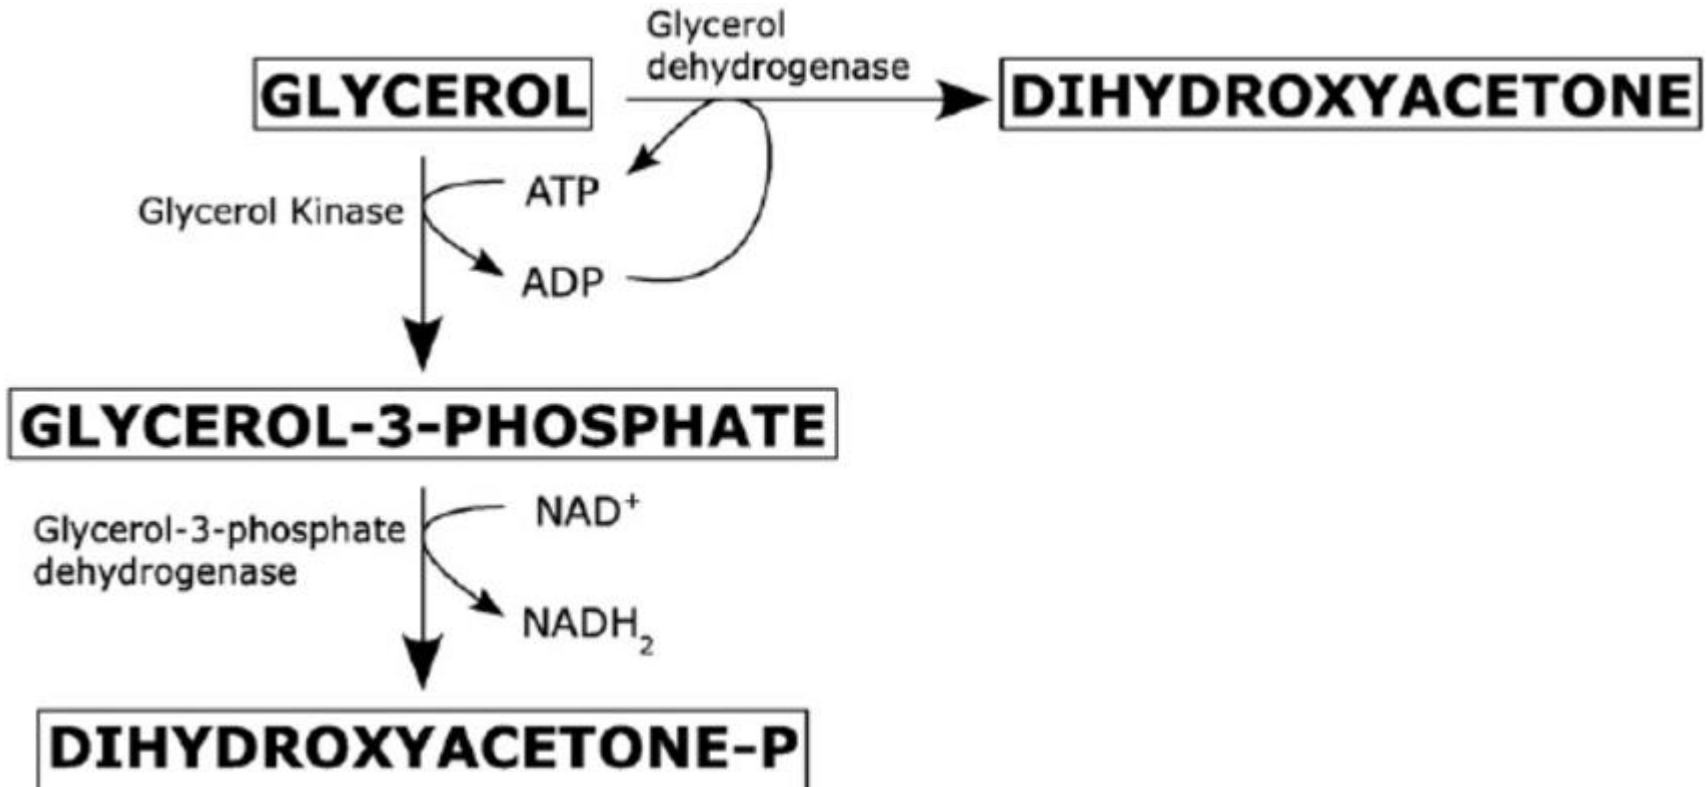 Glycerol
dehydrogenase
GLYCEROL
DIHYDROXYACETONE
Glycerol Kinase
ATP
ADP
GLYCEROL-3-PHOSPHATE
Glycerol-3-phosphate
dehydrogenase
NAD⁺
NADH₂
DIHYDROXYACETONE-P